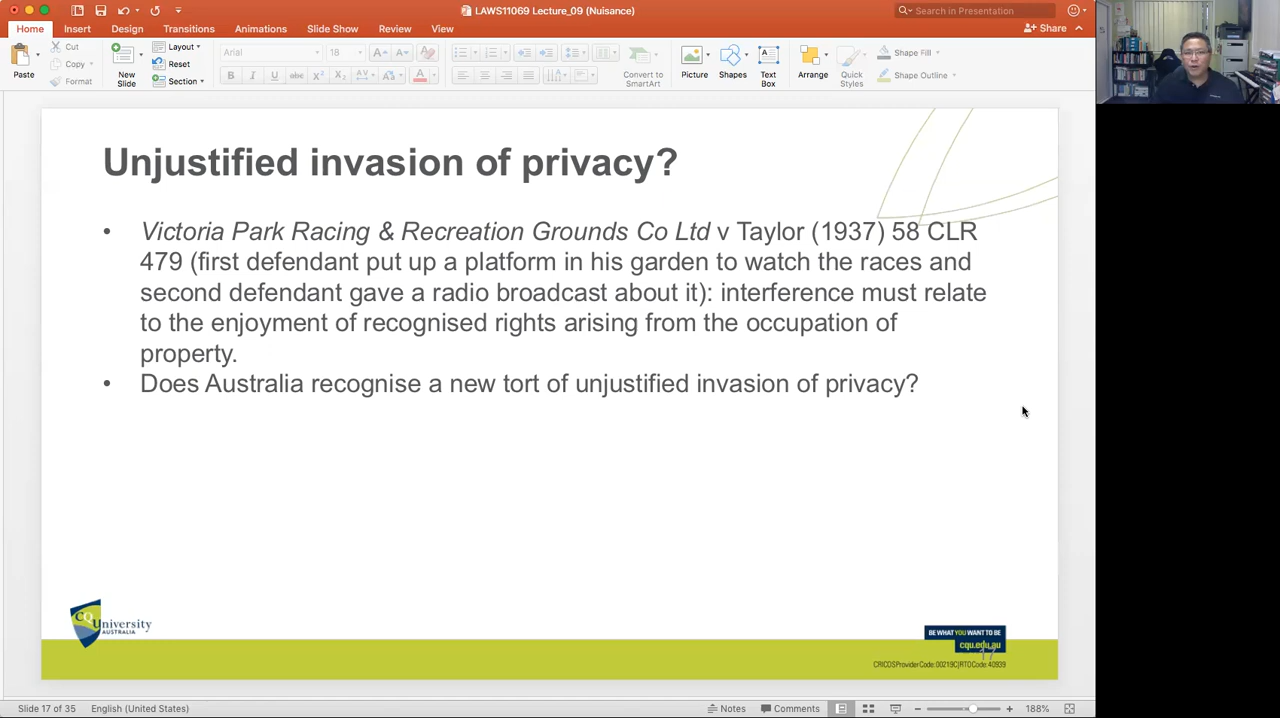 LAWS11069 Lecture_09 (Nuisance)
Search in Presentation
Home Insert Design Transitions Animations Slide Show Review View
Share
Paste
Cut
Copy
Format
New Slide
Layout
Reset
Section
Arial 18
B I U abc X² X₂ AV A
Convert to SmartArt
Picture
Shapes
Text Box
Arrange
Quick Styles
Shape Fill
Shape Outline
Unjustified invasion of privacy?
• Victoria Park Racing & Recreation Grounds Co Ltd v Taylor (1937) 58 CLR
479 (first defendant put up a platform in his garden to watch the races and
second defendant gave a radio broadcast about it): interference must relate
to the enjoyment of recognised rights arising from the occupation of
property.
• Does Australia recognise a new tort of unjustified invasion of privacy?
CQUniversity
AUSTRALIA
BE WHAT YOU WANT TO BE
cqu.edu.au
17
CRICOS Provider Code: 00219C | RTO Code: 40939
Slide 17 of 35 English (United States)
Notes Comments 188%